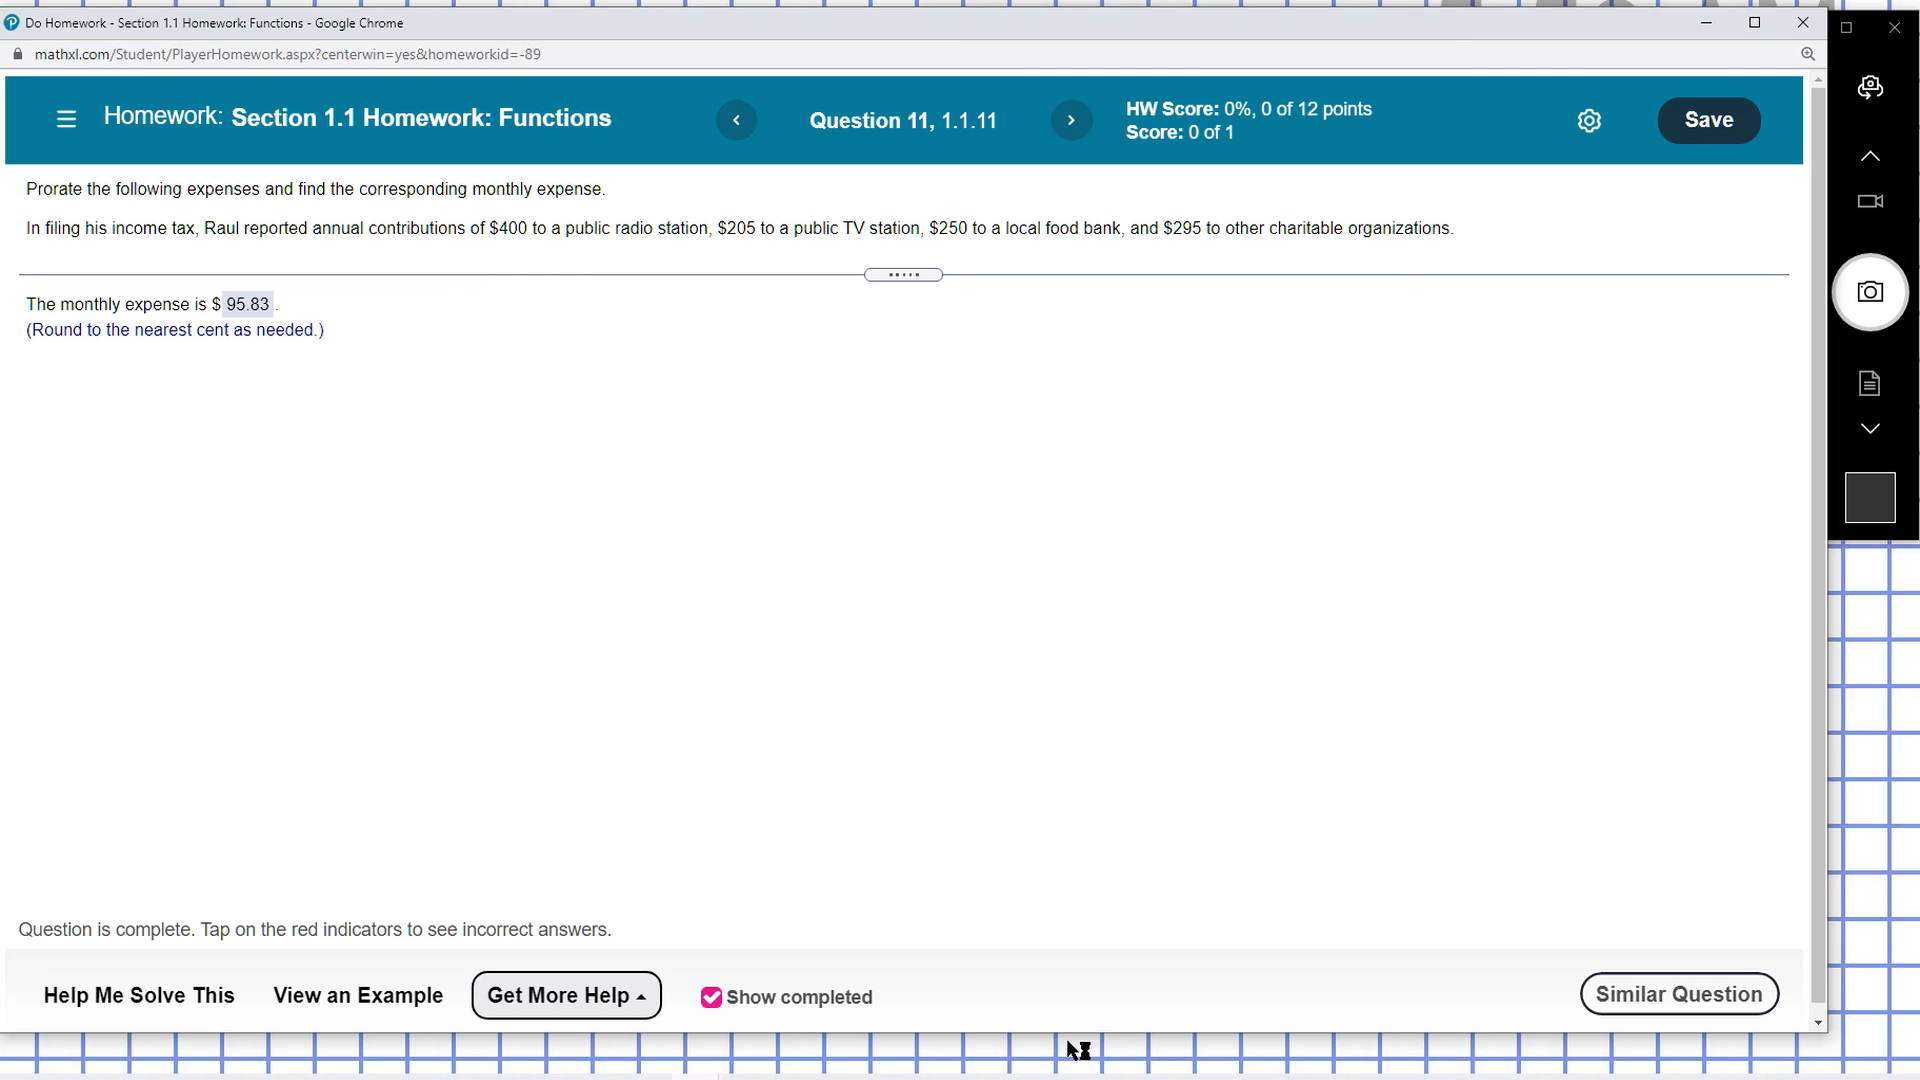 Do Homework - Section 1.1 Homework: Functions - Google Chrome
mathxl.com/Student/PlayerHomework.aspx?centerwin=yes&homeworkid=-89
Homework: Section 1.1 Homework: Functions
Question 11, 1.1.11
HW Score: 0%, 0 of 12 points
Score: 0 of 1
Save
Prorate the following expenses and find the corresponding monthly expense.
In filing his income tax, Raul reported annual contributions of $400 to a public radio station, $205 to a public TV station, $250 to a local food bank, and $295 to other charitable organizations.
The monthly expense is $ 95.83 .
(Round to the nearest cent as needed.)
Question is complete. Tap on the red indicators to see incorrect answers.
Help Me Solve This
View an Example
Get More Help
Show completed
Similar Question